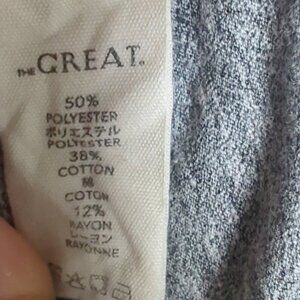 THE GREAT.
50%
POLYESTER
ポリエステル
POLYESTER
38%
COTTON
綿
COTON
12%
RAYON
レーヨン
RAYONNE